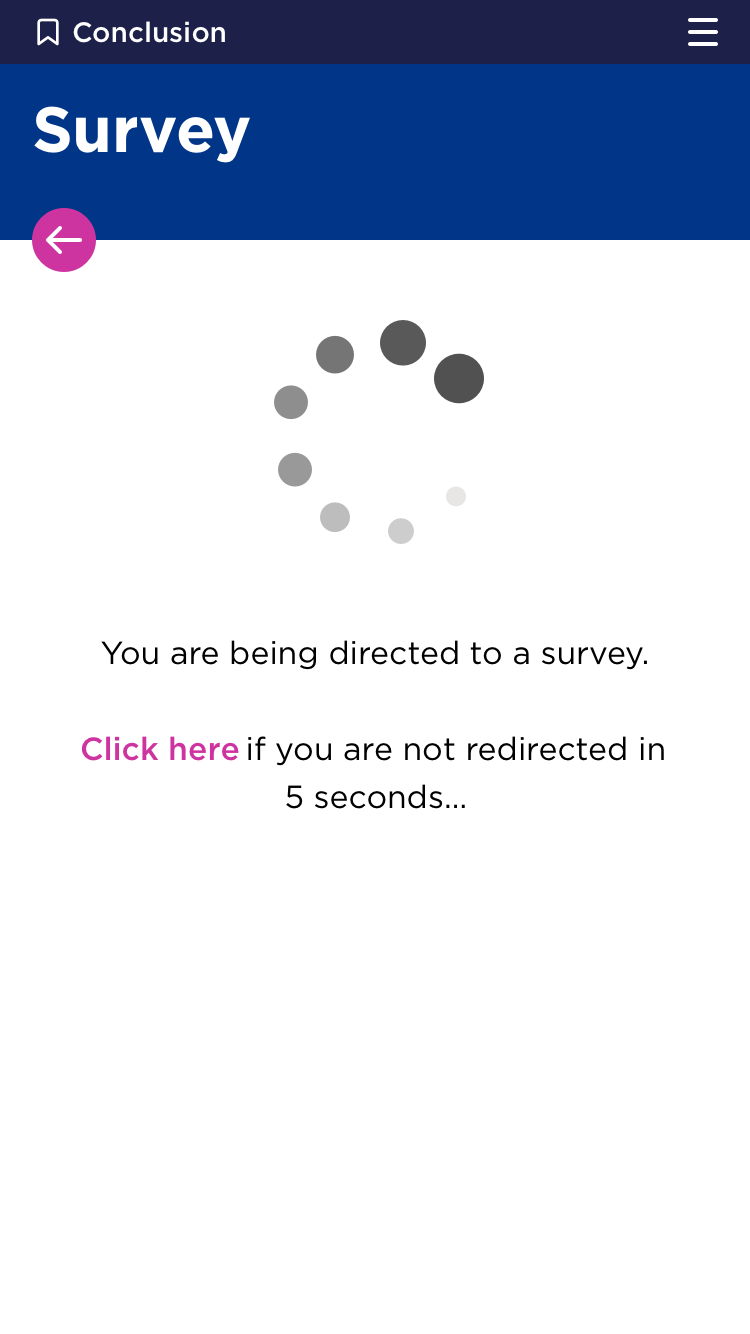 Conclusion
Survey
You are being directed to a survey.
Click here if you are not redirected in
5 seconds...